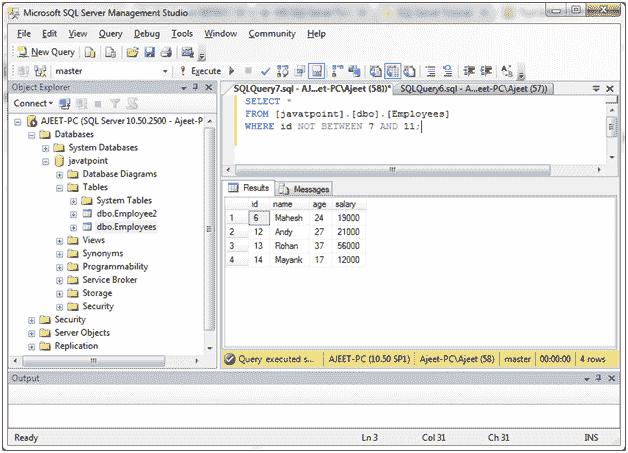 Microsoft SQL Server Management Studio
File Edit View Query Debug Tools Window Community Help
New Query
master Execute
Object Explorer
Connect
AJEET-PC (SQL Server 10.50.2500 - Ajeet-P
Databases
System Databases
javatpoint
Database Diagrams
Tables
System Tables
dbo.Employee2
dbo.Employees
Views
Synonyms
Programmability
Service Broker
Storage
Security
Security
Server Objects
Replication
SQLQuery7.sql - AJ...eet-PC\Ajeet (58))* SQLQuery6.sql - A...eet-PC\Ajeet (57))
SELECT *
FROM [javatpoint].[dbo].[Employees]
WHERE id NOT BETWEEN 7 AND 11;
Results Messages
id name age salary
1 6 Mahesh 24 19000
2 12 Andy 27 21000
3 13 Rohan 37 56000
4 14 Mayank 17 12000
Query executed s... AJEET-PC (10.50 SP1) Ajeet-PC\Ajeet (58) master 00:00:00 4 rows
Output
Ready Ln 3 Col 31 Ch 31 INS